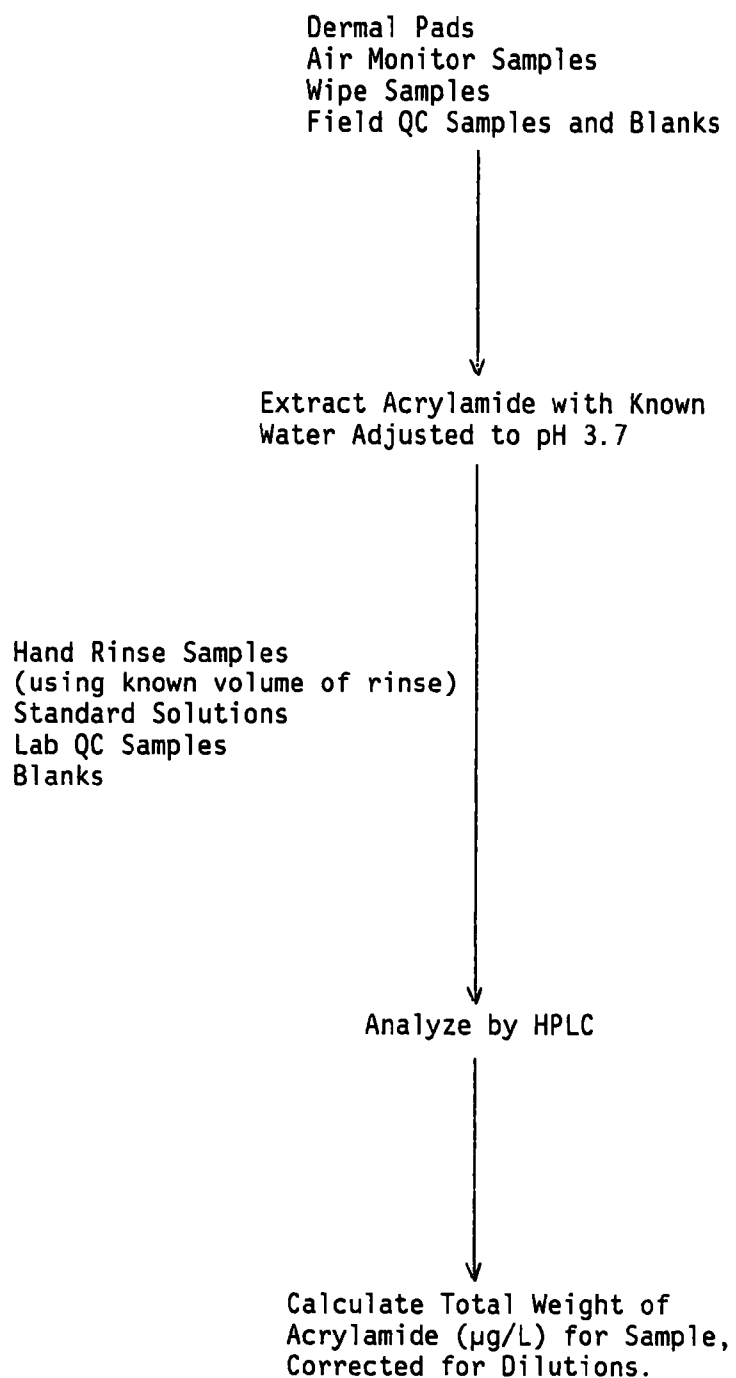 Dermal Pads
Air Monitor Samples
Wipe Samples
Field QC Samples and Blanks
Extract Acrylamide with Known
Water Adjusted to pH 3.7
Hand Rinse Samples
(using known volume of rinse)
Standard Solutions
Lab QC Samples
Blanks
Analyze by HPLC
Calculate Total Weight of
Acrylamide (µg/L) for Sample,
Corrected for Dilutions.